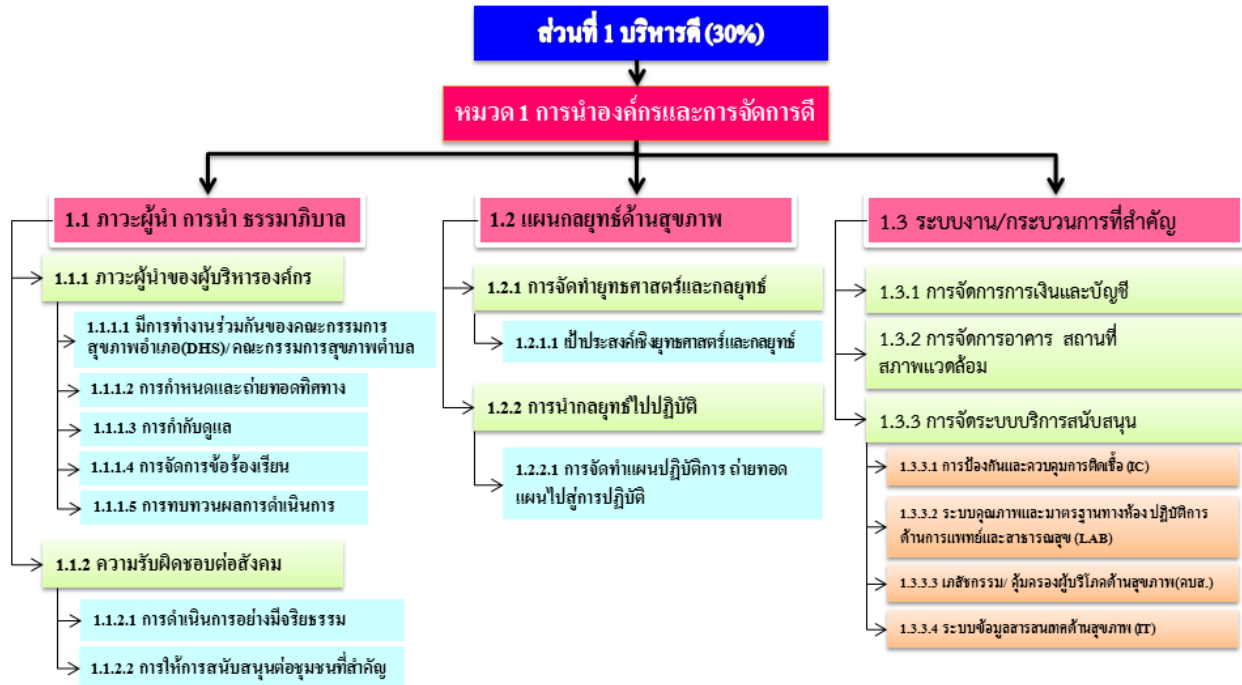 ส่วนที่ 1 บริหารดี (30%)
หมวด 1 การนำองค์กรและการจัดการดี
1.1 ภาวะผู้นำ การนำ ธรรมาภิบาล
1.1.1 ภาวะผู้นำของผู้บริหารองค์กร
1.1.1.1 มีการทำงานร่วมกันของคณะกรรมการ
สุขภาพอำเภอ(DHS)/คณะกรรมการสุขภาพตำบล
1.1.1.2 การกำหนดและถ่ายทอดทิศทาง
1.1.1.3 การกำกับดูแล
1.1.1.4 การจัดการข้อร้องเรียน
1.1.1.5 การทบทวนผลการดำเนินการ
1.1.2 ความรับผิดชอบต่อสังคม
1.1.2.1 การดำเนินการอย่างมีจริยธรรม
1.1.2.2 การให้การสนับสนุนต่อชุมชนที่สำคัญ
1.2 แผนกลยุทธ์ด้านสุขภาพ
1.2.1 การจัดทำยุทธศาสตร์และกลยุทธ์
1.2.1.1 เป้าประสงค์เชิงยุทธศาสตร์และกลยุทธ์
1.2.2 การนำกลยุทธ์ไปปฏิบัติ
1.2.2.1 การจัดทำแผนปฏิบัติการ ถ่ายทอด
แผนไปสู่การปฏิบัติ
1.3 ระบบงาน/กระบวนการที่สำคัญ
1.3.1 การจัดการการเงินและบัญชี
1.3.2 การจัดการอาคาร สถานที่
สภาพแวดล้อม
1.3.3 การจัดระบบบริการสนับสนุน
1.3.3.1 การป้องกันและควบคุมการติดเชื้อ (IC)
1.3.3.2 ระบบคุณภาพและมาตรฐานทางห้อง ปฏิบัติการ
ด้านการแพทย์และสาธารณสุข (LAB)
1.3.3.3 เภสัชกรรม/ คุ้มครองผู้บริโภคด้านสุขภาพ(คบส.)
1.3.3.4 ระบบข้อมูลสารสนเทศด้านสุขภาพ (IT)